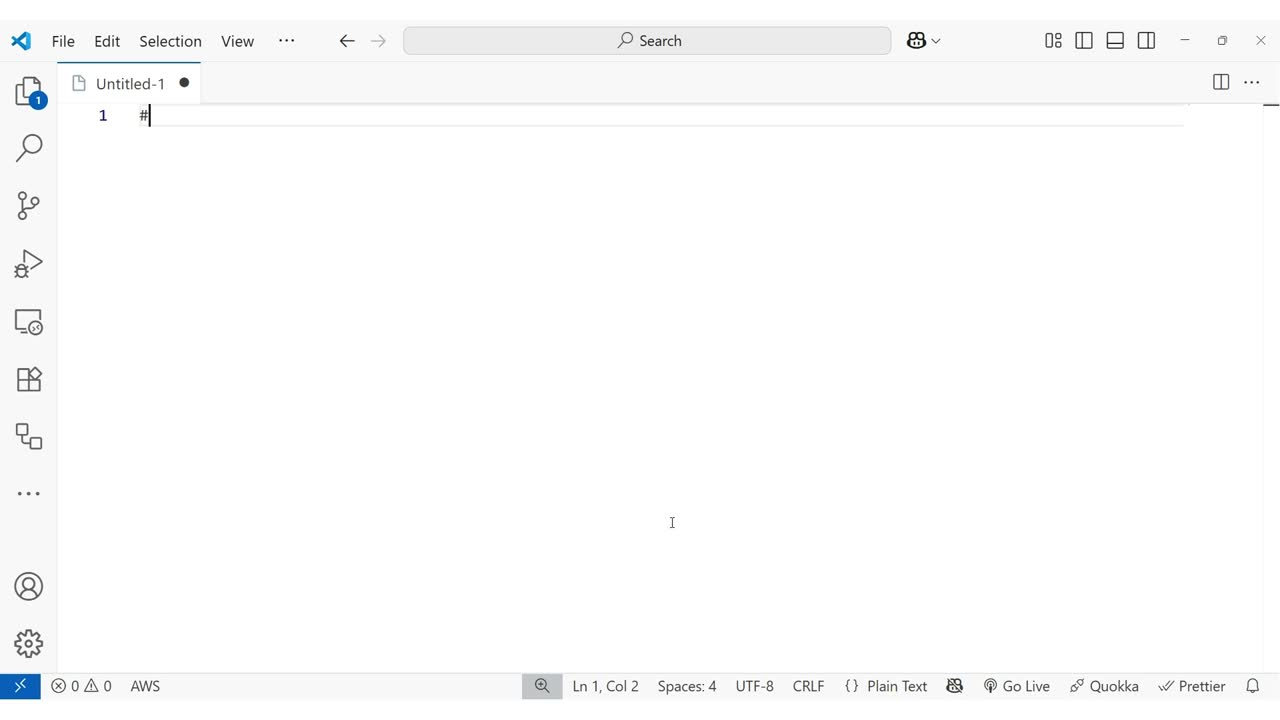 File Edit Selection View ··· Search
Untitled-1
1 #
1
0 0 AWS Ln 1, Col 2 Spaces: 4 UTF-8 CRLF {} Plain Text Go Live Quokka Prettier